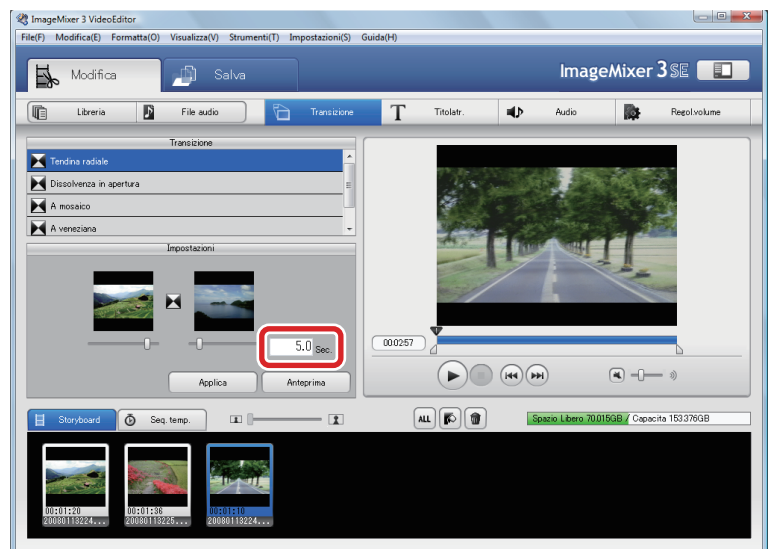 ImageMixer 3 VideoEditor
File(F) Modifica(E) Formatta(O) Visualizza(V) Strumenti(T) Impostazioni(S) Guida(H)
Modifica Salva ImageMixer 3 SE
Libreria File audio Transizione T Titolatr. Audio Regol.volume
Transizione
Tendina radiale
Dissolvenza in apertura
A mosaico
A veneziana
Impostazioni
5.0 Sec.
00:02:57
Applica Anteprima
Storyboard Seq. temp. ALL Spazio Libero 70.015GB / Capacita 153.376GB
00:01:20 00:01:36 00:01:10
20080113224... 20080113225... 20080113224...